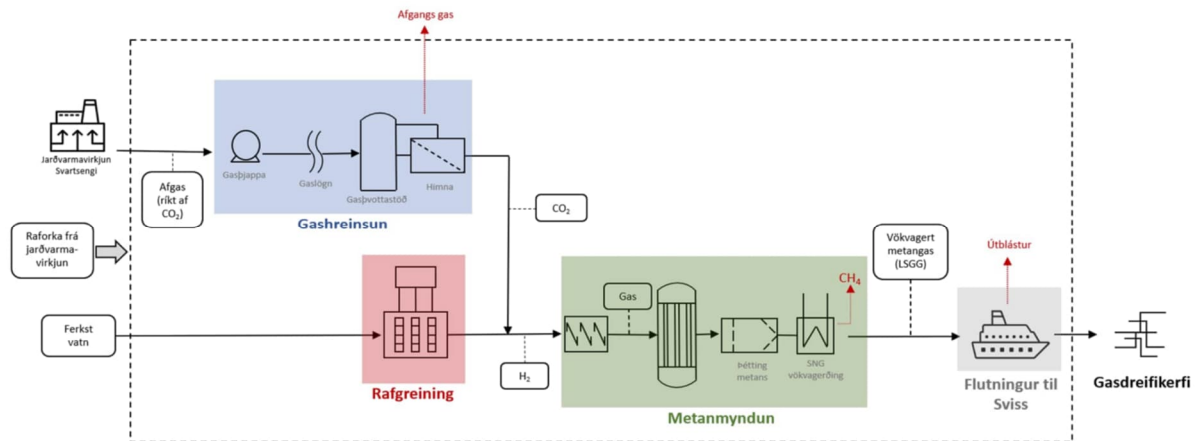 Afgangs gas
Jarðvarmavirkjun
Svartsengi
Afgas
(ríkt af
CO₂)
Gasþjappa
Gaslögn
Gasþvottastöð
Himna
Gashreinsun
CO₂
Raforka frá
jarðvarma-
virkjun
Ferkst
vatn
Rafgreining
H₂
Gas
Þétting
metans
SNG
vökvagerðing
CH₄
Metanmyndun
Vökvagert
metangas
(LSGG)
Útblástur
Flutningur til
Sviss
Gasdreifikerfi